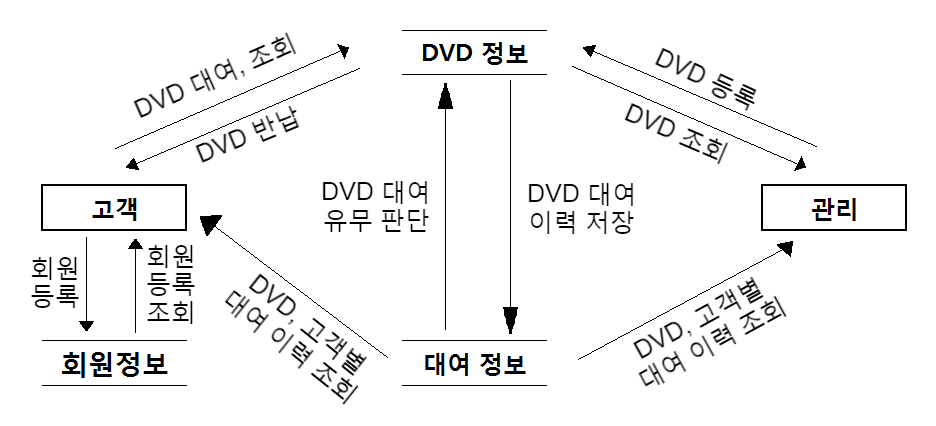 DVD 정보
DVD 대여, 조회
DVD 반납
DVD 등록
DVD 조회
고객
DVD 대여
유무 판단
DVD 대여
이력 저장
관리
회원
등록
회원
등록
조회
DVD, 고객별
대여 이력 조회
DVD, 고객별
대여 이력 조회
회원정보
대여 정보